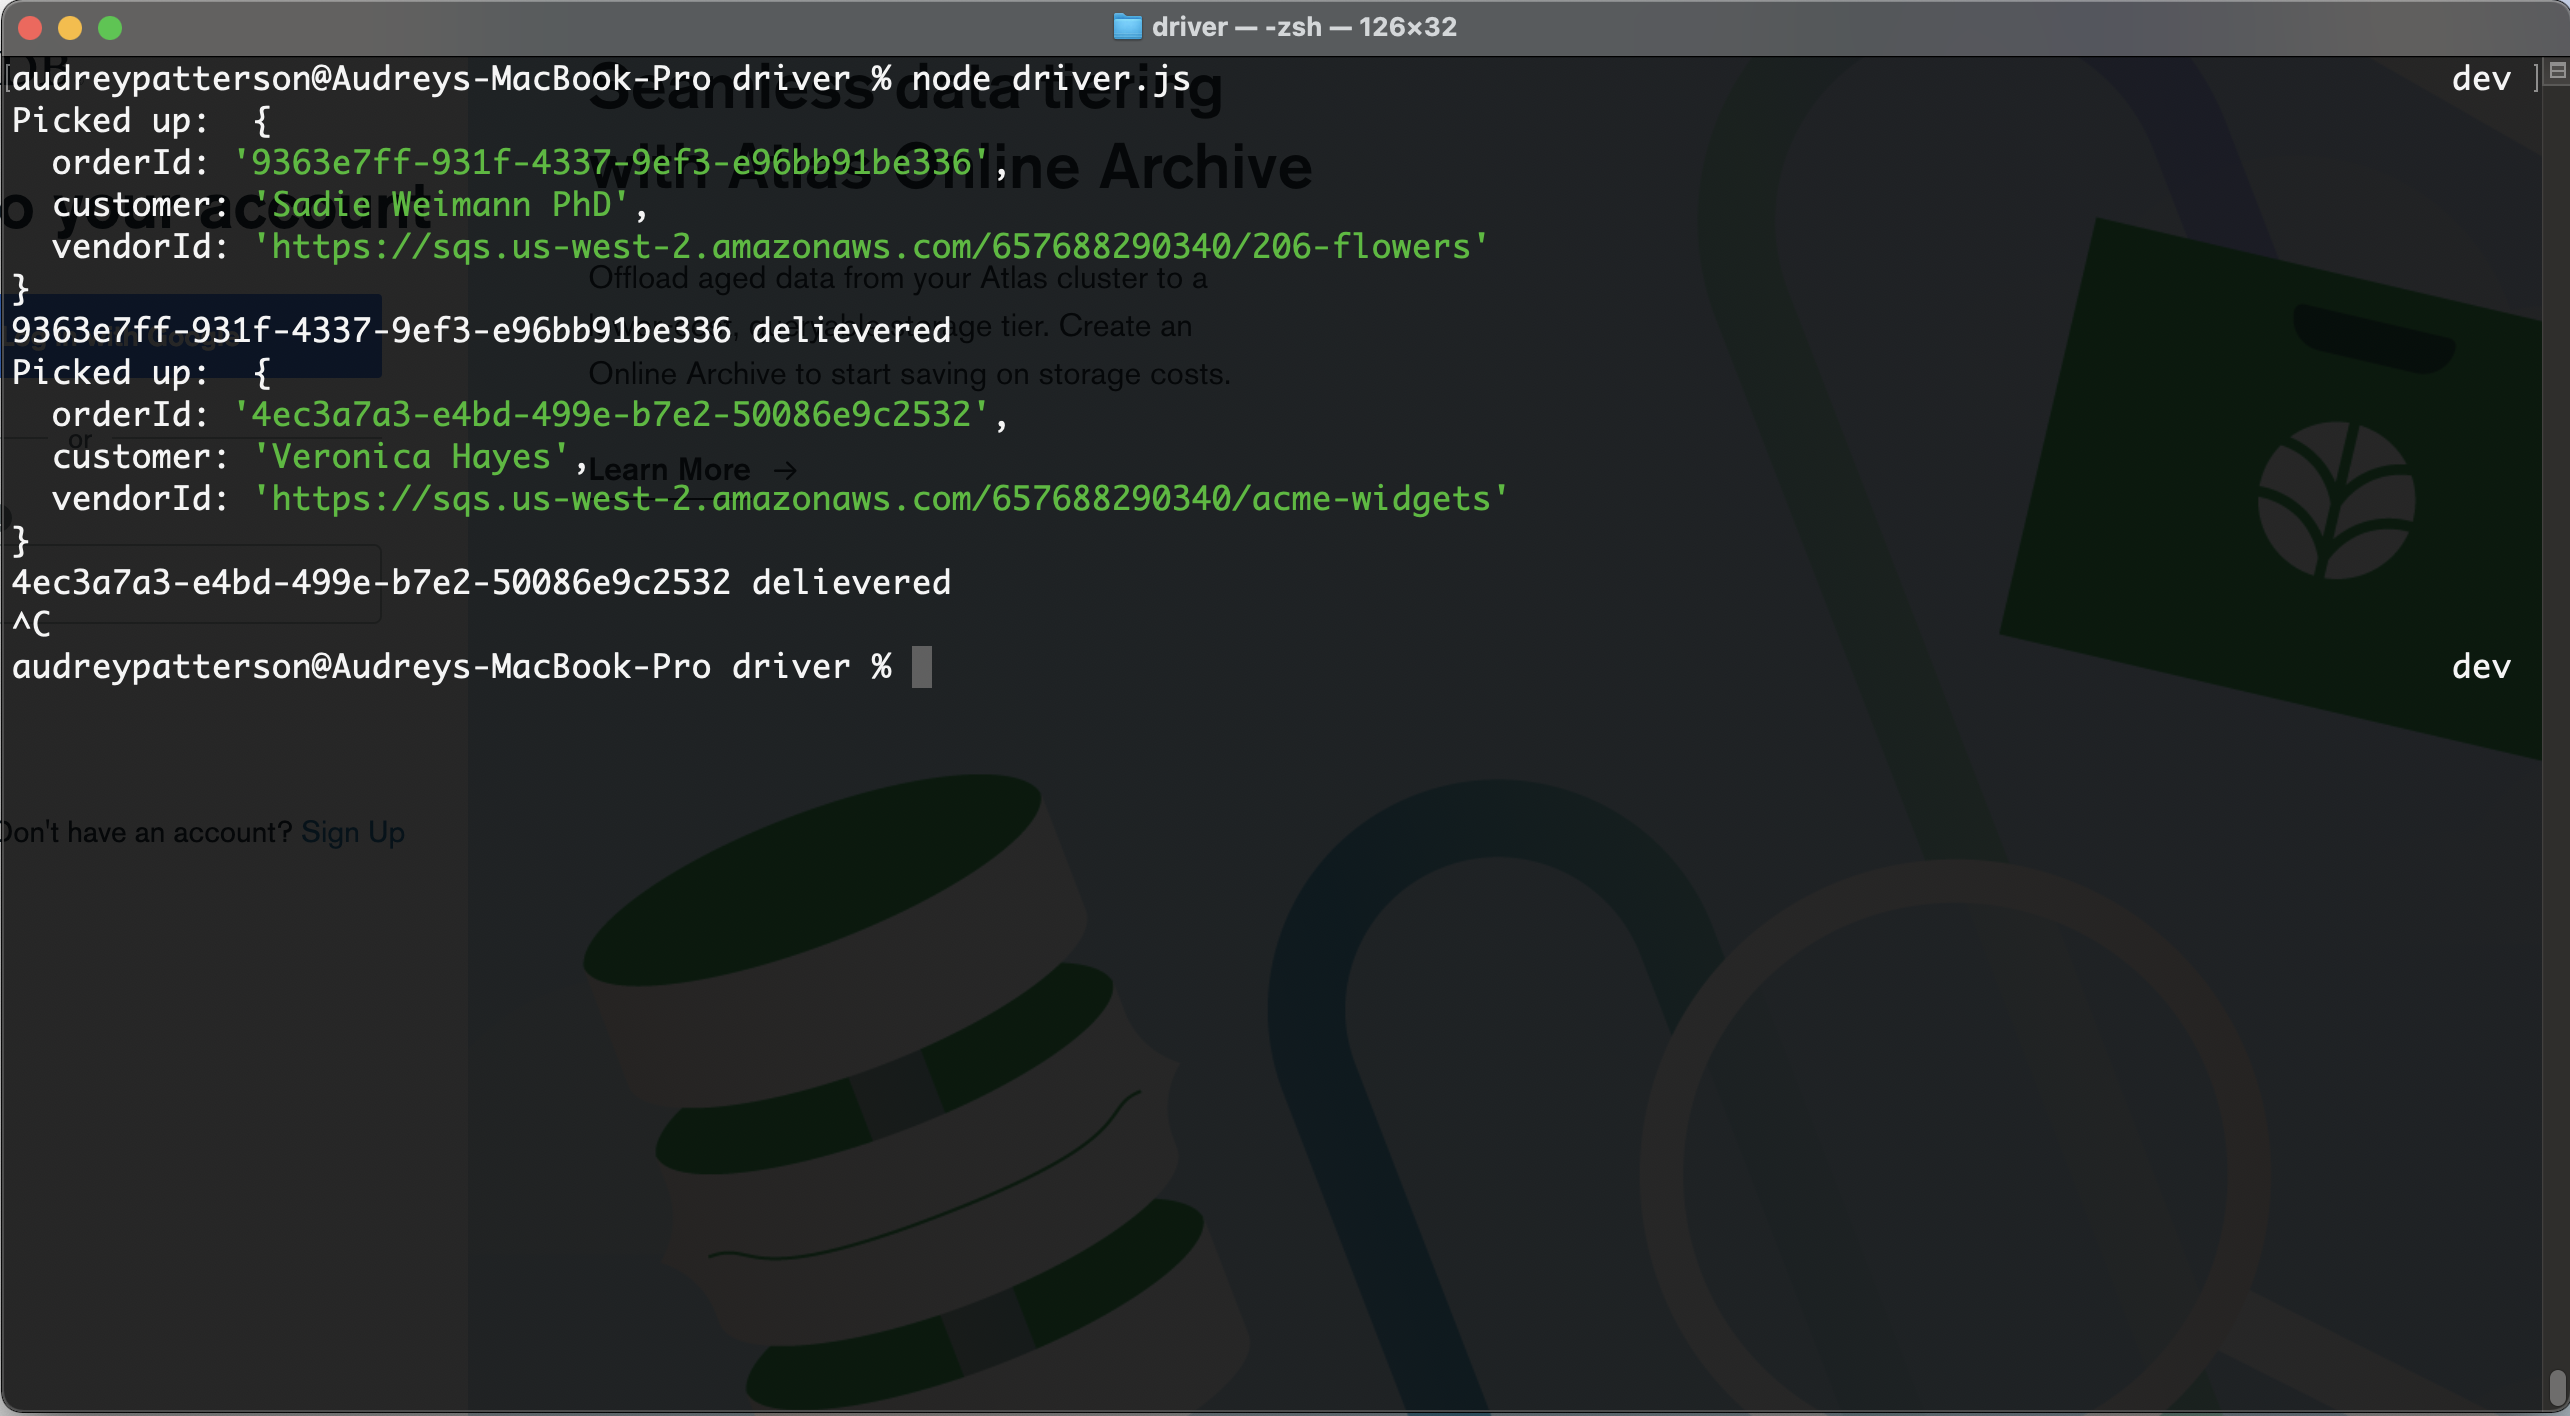 driver — -zsh — 126×32
audreypatterson@Audreys-MacBook-Pro driver % node driver.js dev
Picked up:  {
  orderId: '9363e7ff-931f-4337-9ef3-e96bb91be336',
  customer: 'Sadie Weimann PhD',
  vendorId: 'https://sqs.us-west-2.amazonaws.com/657688290340/206-flowers'
}
9363e7ff-931f-4337-9ef3-e96bb91be336 delievered
Picked up:  {
  orderId: '4ec3a7a3-e4bd-499e-b7e2-50086e9c2532',
  customer: 'Veronica Hayes',
  vendorId: 'https://sqs.us-west-2.amazonaws.com/657688290340/acme-widgets'
}
4ec3a7a3-e4bd-499e-b7e2-50086e9c2532 delievered
^C
audreypatterson@Audreys-MacBook-Pro driver % dev
Seamless data tiering
with Atlas Online Archive
o your account
Offload aged data from your Atlas cluster to a
storage tier. Create an
Online Archive to start saving on storage costs.
Learn More →
with Google
or
Don't have an account? Sign Up